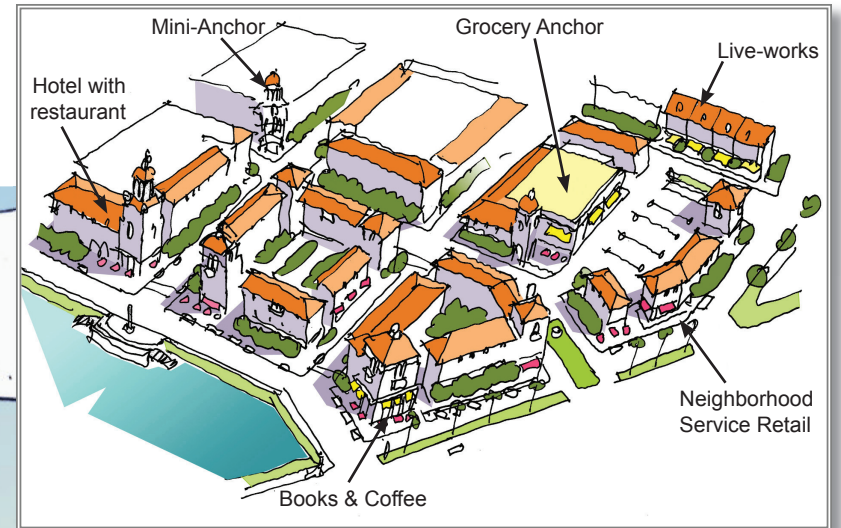 Mini-Anchor
Grocery Anchor
Live-works
Hotel with
restaurant
Neighborhood
Service Retail
Books & Coffee